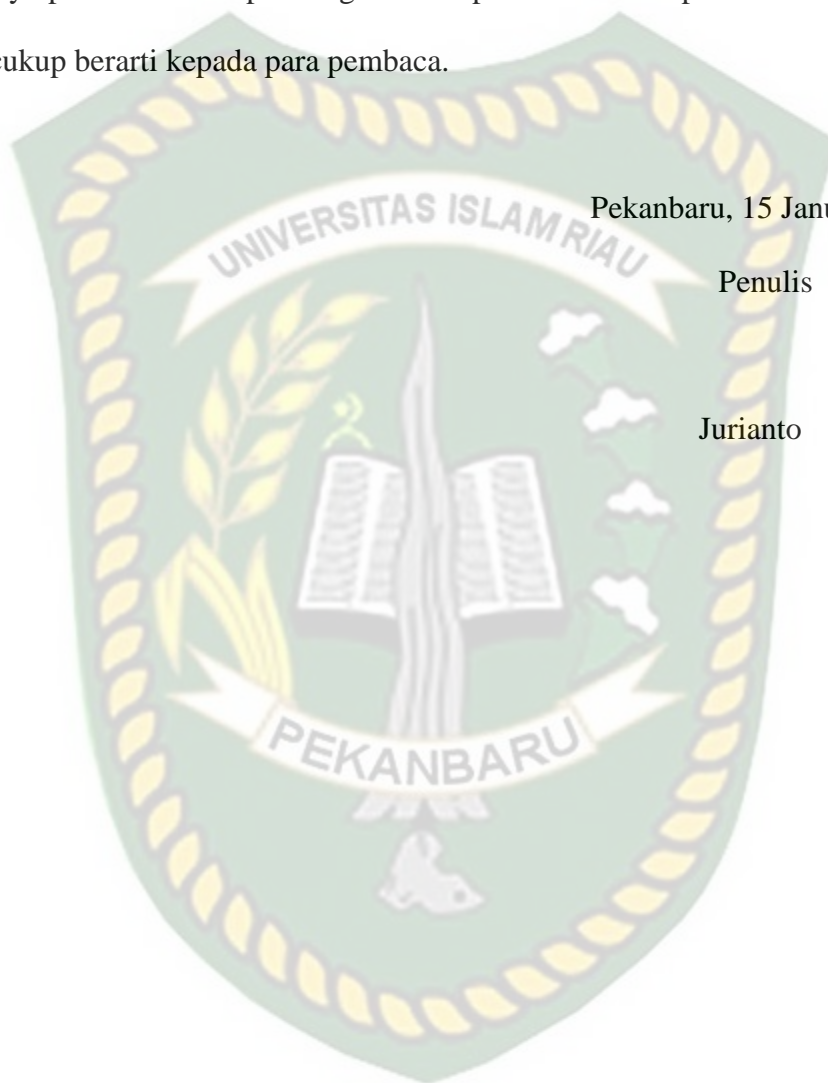 cukup berarti kepada para pembaca.
Pekanbaru, 15 Janu
Penulis
Jurianto
UNIVERSITAS ISLAM RIAU
PEKANBARU